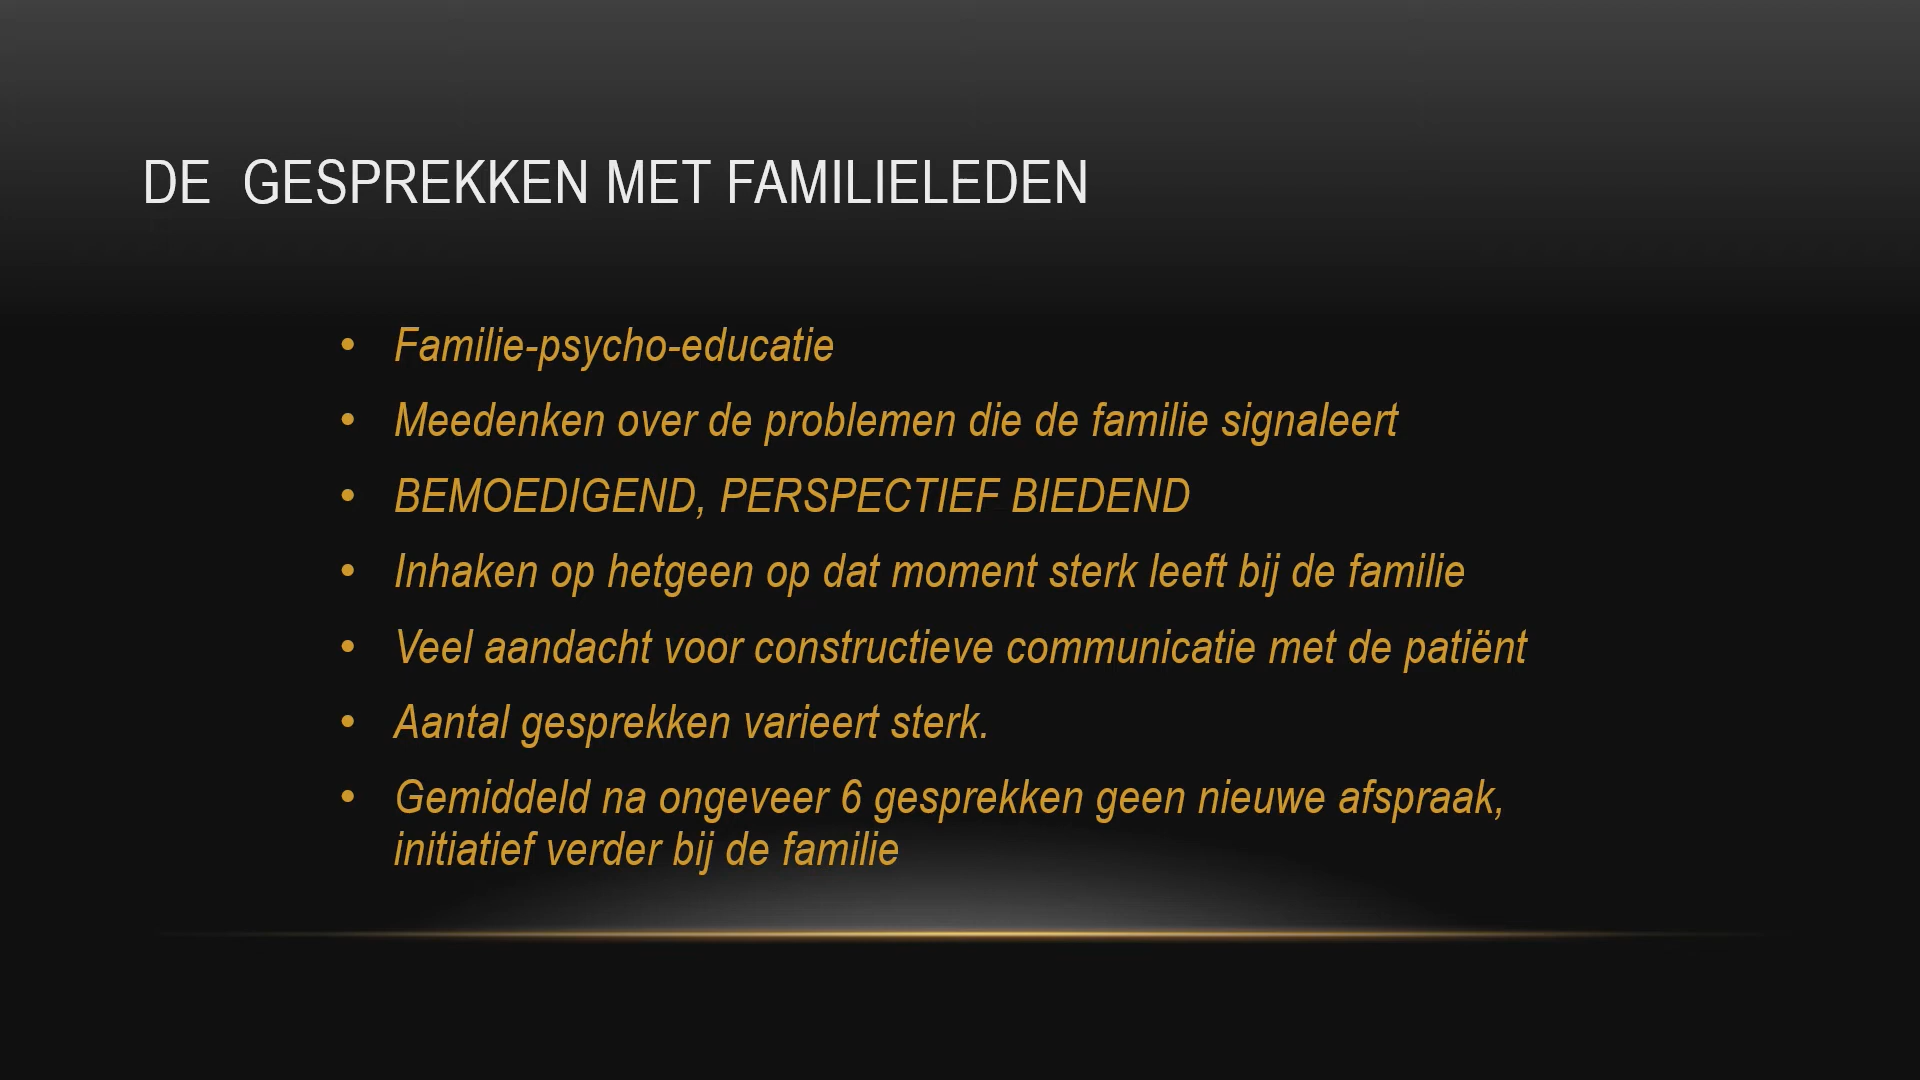 DE  GESPREKKEN MET FAMILIELEDEN
• Familie-psycho-educatie
• Meedenken over de problemen die de familie signaleert
• BEMOEDIGEND, PERSPECTIEF BIEDEND
• Inhaken op hetgeen op dat moment sterk leeft bij de familie
• Veel aandacht voor constructieve communicatie met de patiënt
• Aantal gesprekken varieert sterk.
• Gemiddeld na ongeveer 6 gesprekken geen nieuwe afspraak,
initiatief verder bij de familie